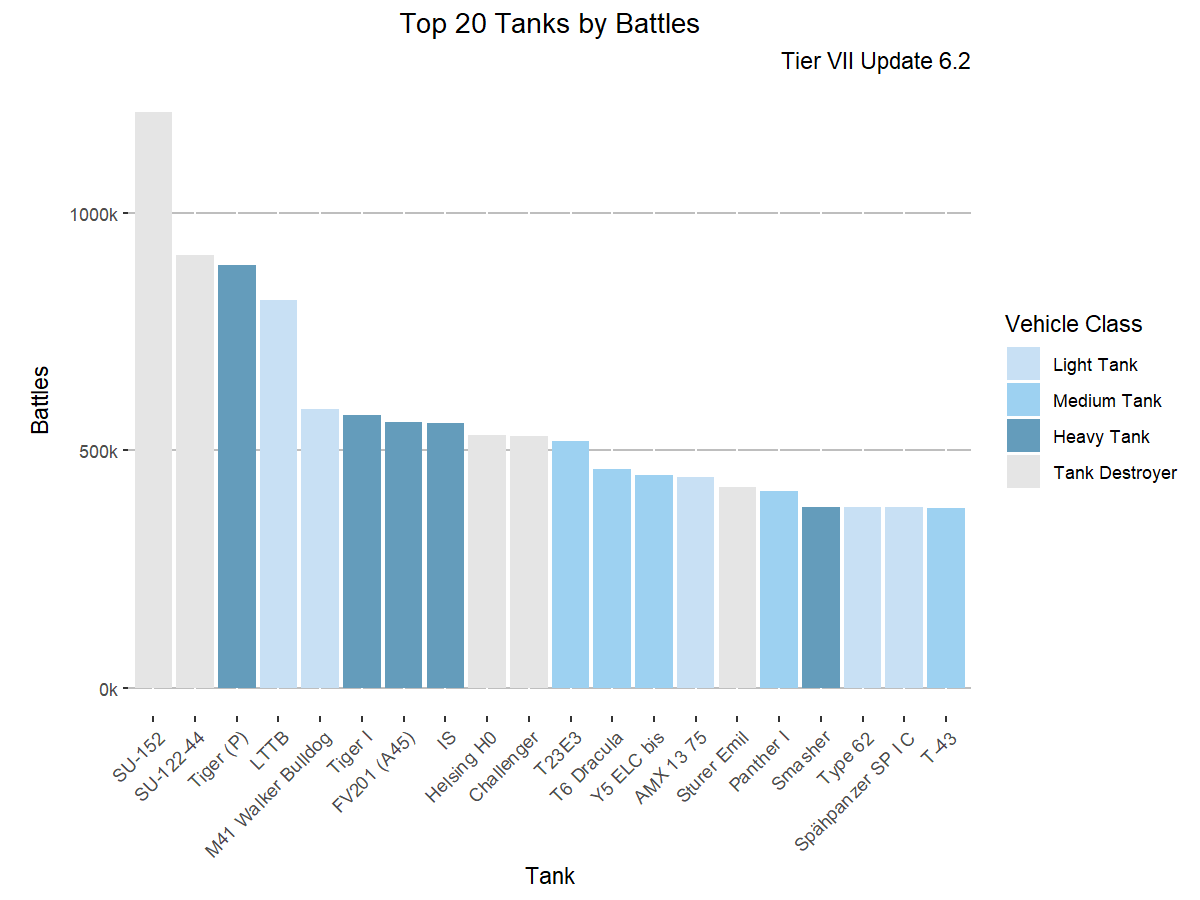 Top 20 Tanks by Battles
Tier VII Update 6.2
1000k
500k
0k
Battles
SU-152
SU-122-44
Tiger (P)
LTTB
M41 Walker Bulldog
Tiger I
FV201 (A45)
IS
Helsing H0
Challenger
T23E3
T6 Dracula
Y5 ELC bis
AMX 13 75
Sturer Emil
Panther I
Smasher
Type 62
Spähpanzer SP I C
T-43
Tank
Vehicle Class
Light Tank
Medium Tank
Heavy Tank
Tank Destroyer